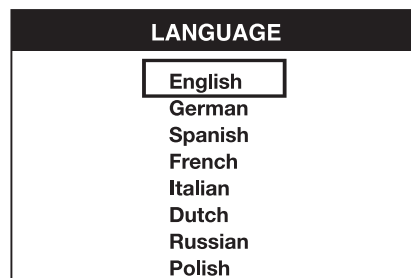 LANGUAGE
English
German
Spanish
French
Italian
Dutch
Russian
Polish